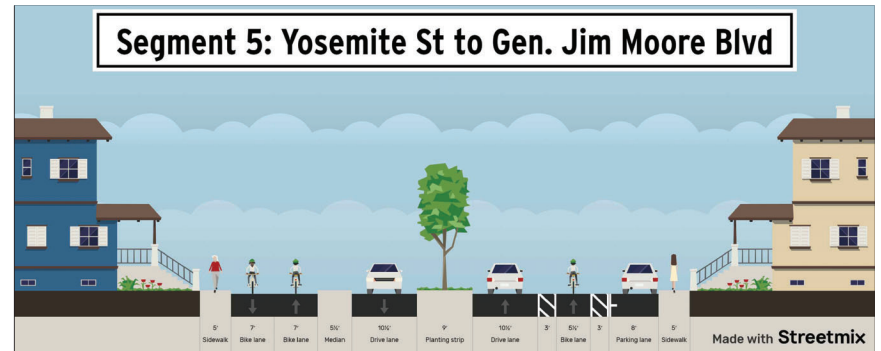 Segment 5: Yosemite St to Gen. Jim Moore Blvd
5' 7' 7' 5½' 10½' 9' 10½' 3' 5½' 3' 8' 5'
Sidewalk Bike lane Bike lane Median Drive lane Planting strip Drive lane Bike lane Parking lane Sidewalk
Made with Streetmix